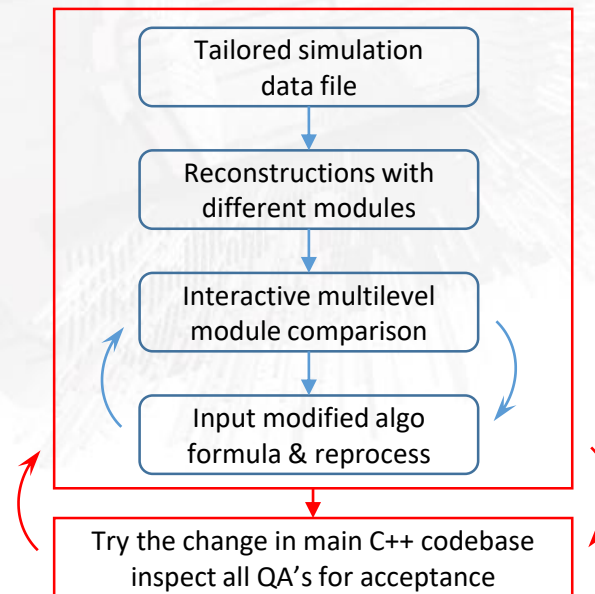 Tailored simulation
data file
Reconstructions with
different modules
Interactive multilevel
module comparison
Input modified algo
formula & reprocess
Try the change in main C++ codebase
inspect all QA's for acceptance